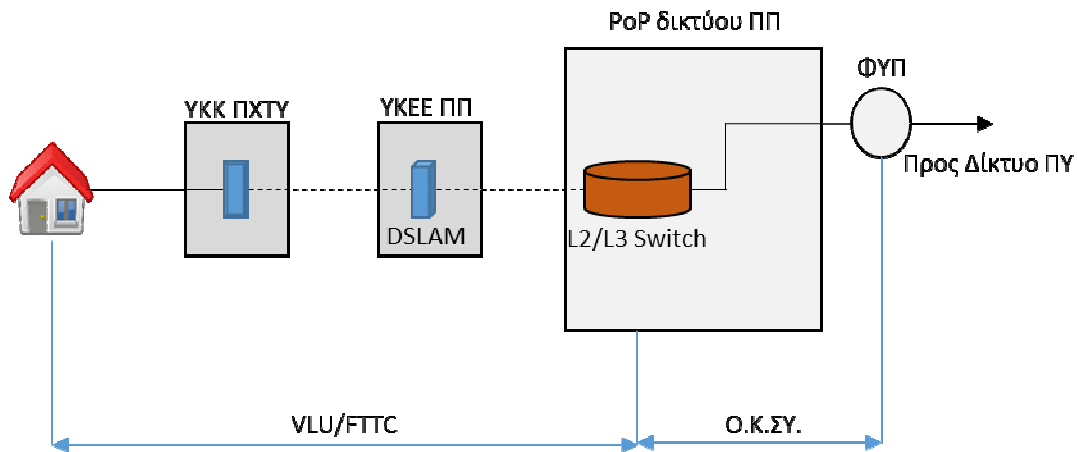 PoP δικτύου ΠΠ
ΦΥΠ
ΥΚΚ ΠΧΤΥ
ΥΚΕΕ ΠΠ
Προς Δίκτυο ΠΥ
DSLAM
L2/L3 Switch
VLU/FTTC
Ο.Κ.ΣΥ.